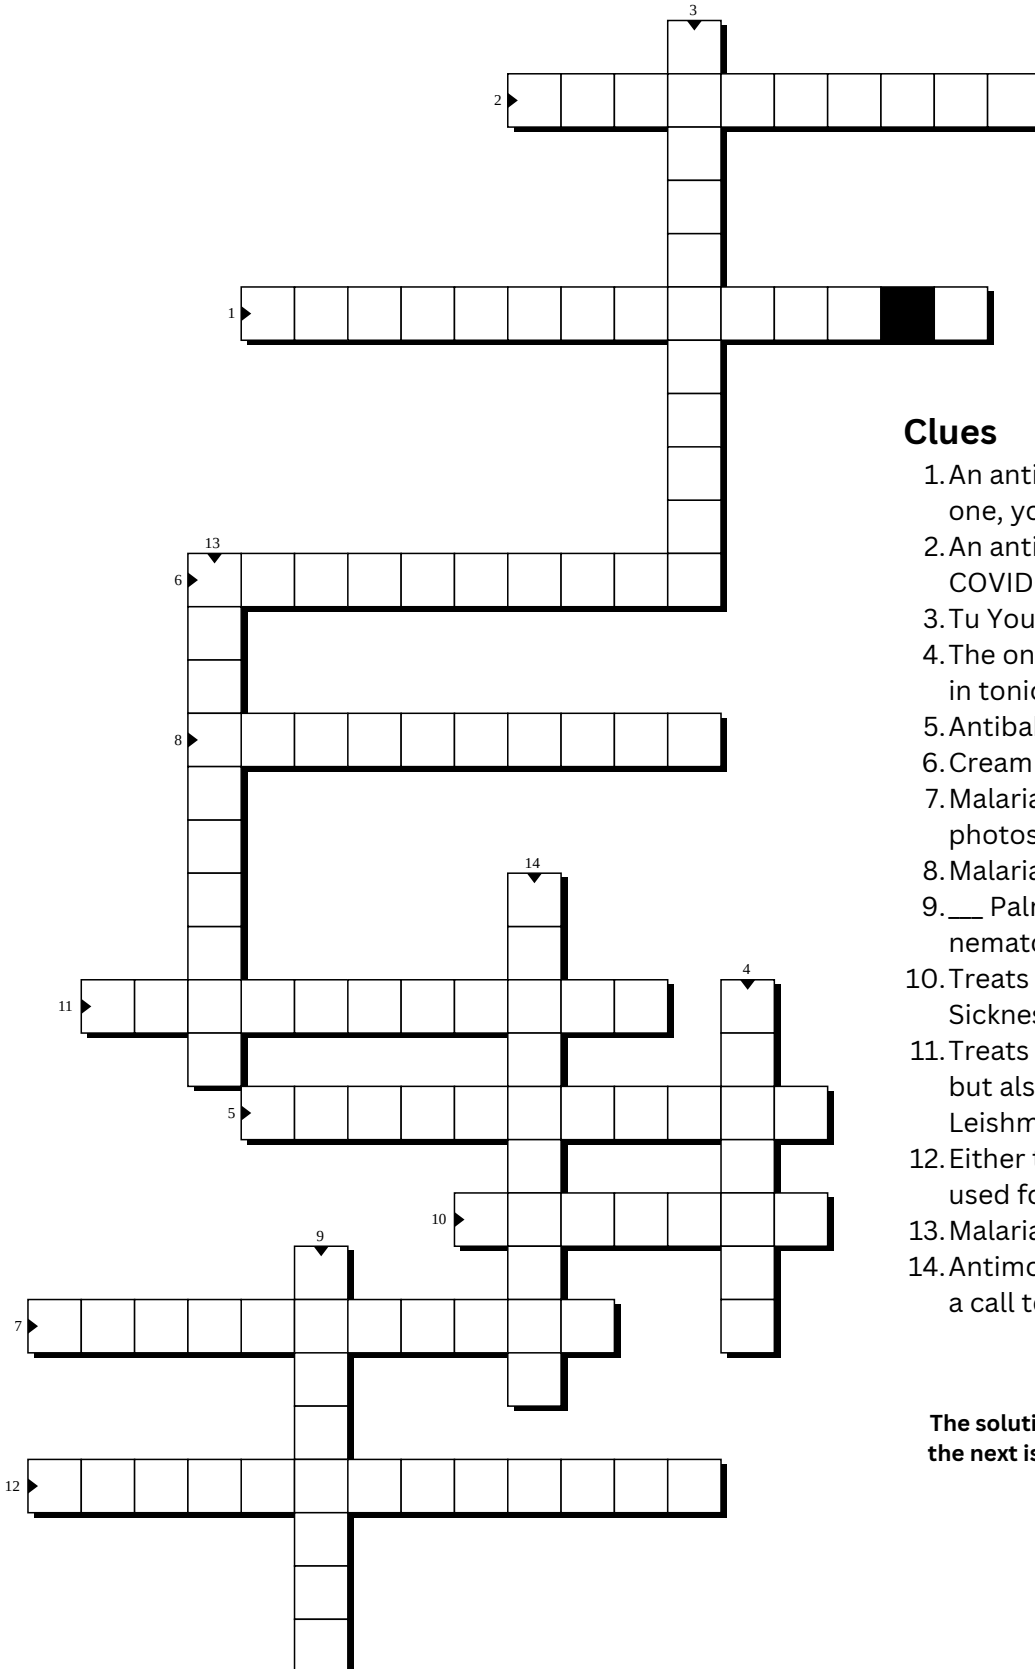 3
2
1
Clues
1. An anti
one, yo
2. An anti
COVID
13
6
3. Tu You
4. The on
in tonic
8
5. Antiba
6. Cream
7. Malaria
photos
14
8. Malaria
9. ___ Paln
nemato
4
11
10. Treats
Sicknes
11. Treats
but als
5
Leishm
12. Either
used fo
10
9
13. Malaria
14. Antimo
a call to
7
The soluti
the next is
12